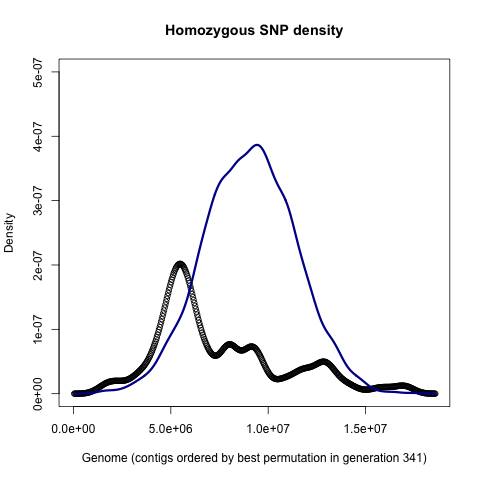 Homozygous SNP density
Density
5e-07
4e-07
3e-07
2e-07
1e-07
0e+00
0.0e+00 5.0e+06 1.0e+07 1.5e+07
Genome (contigs ordered by best permutation in generation 341)